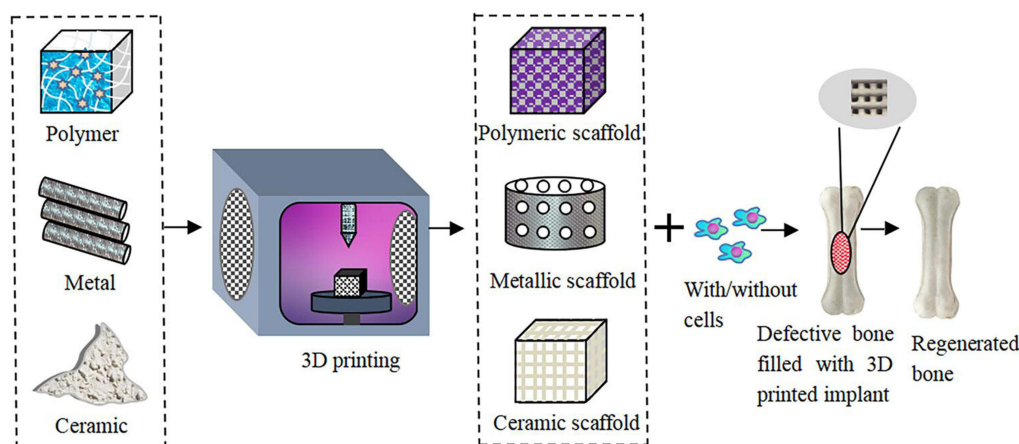 Polymer
Metal
Ceramic
3D printing
Polymeric scaffold
Metallic scaffold
Ceramic scaffold
With/without
cells
Defective bone
filled with 3D
printed implant
Regenerated
bone